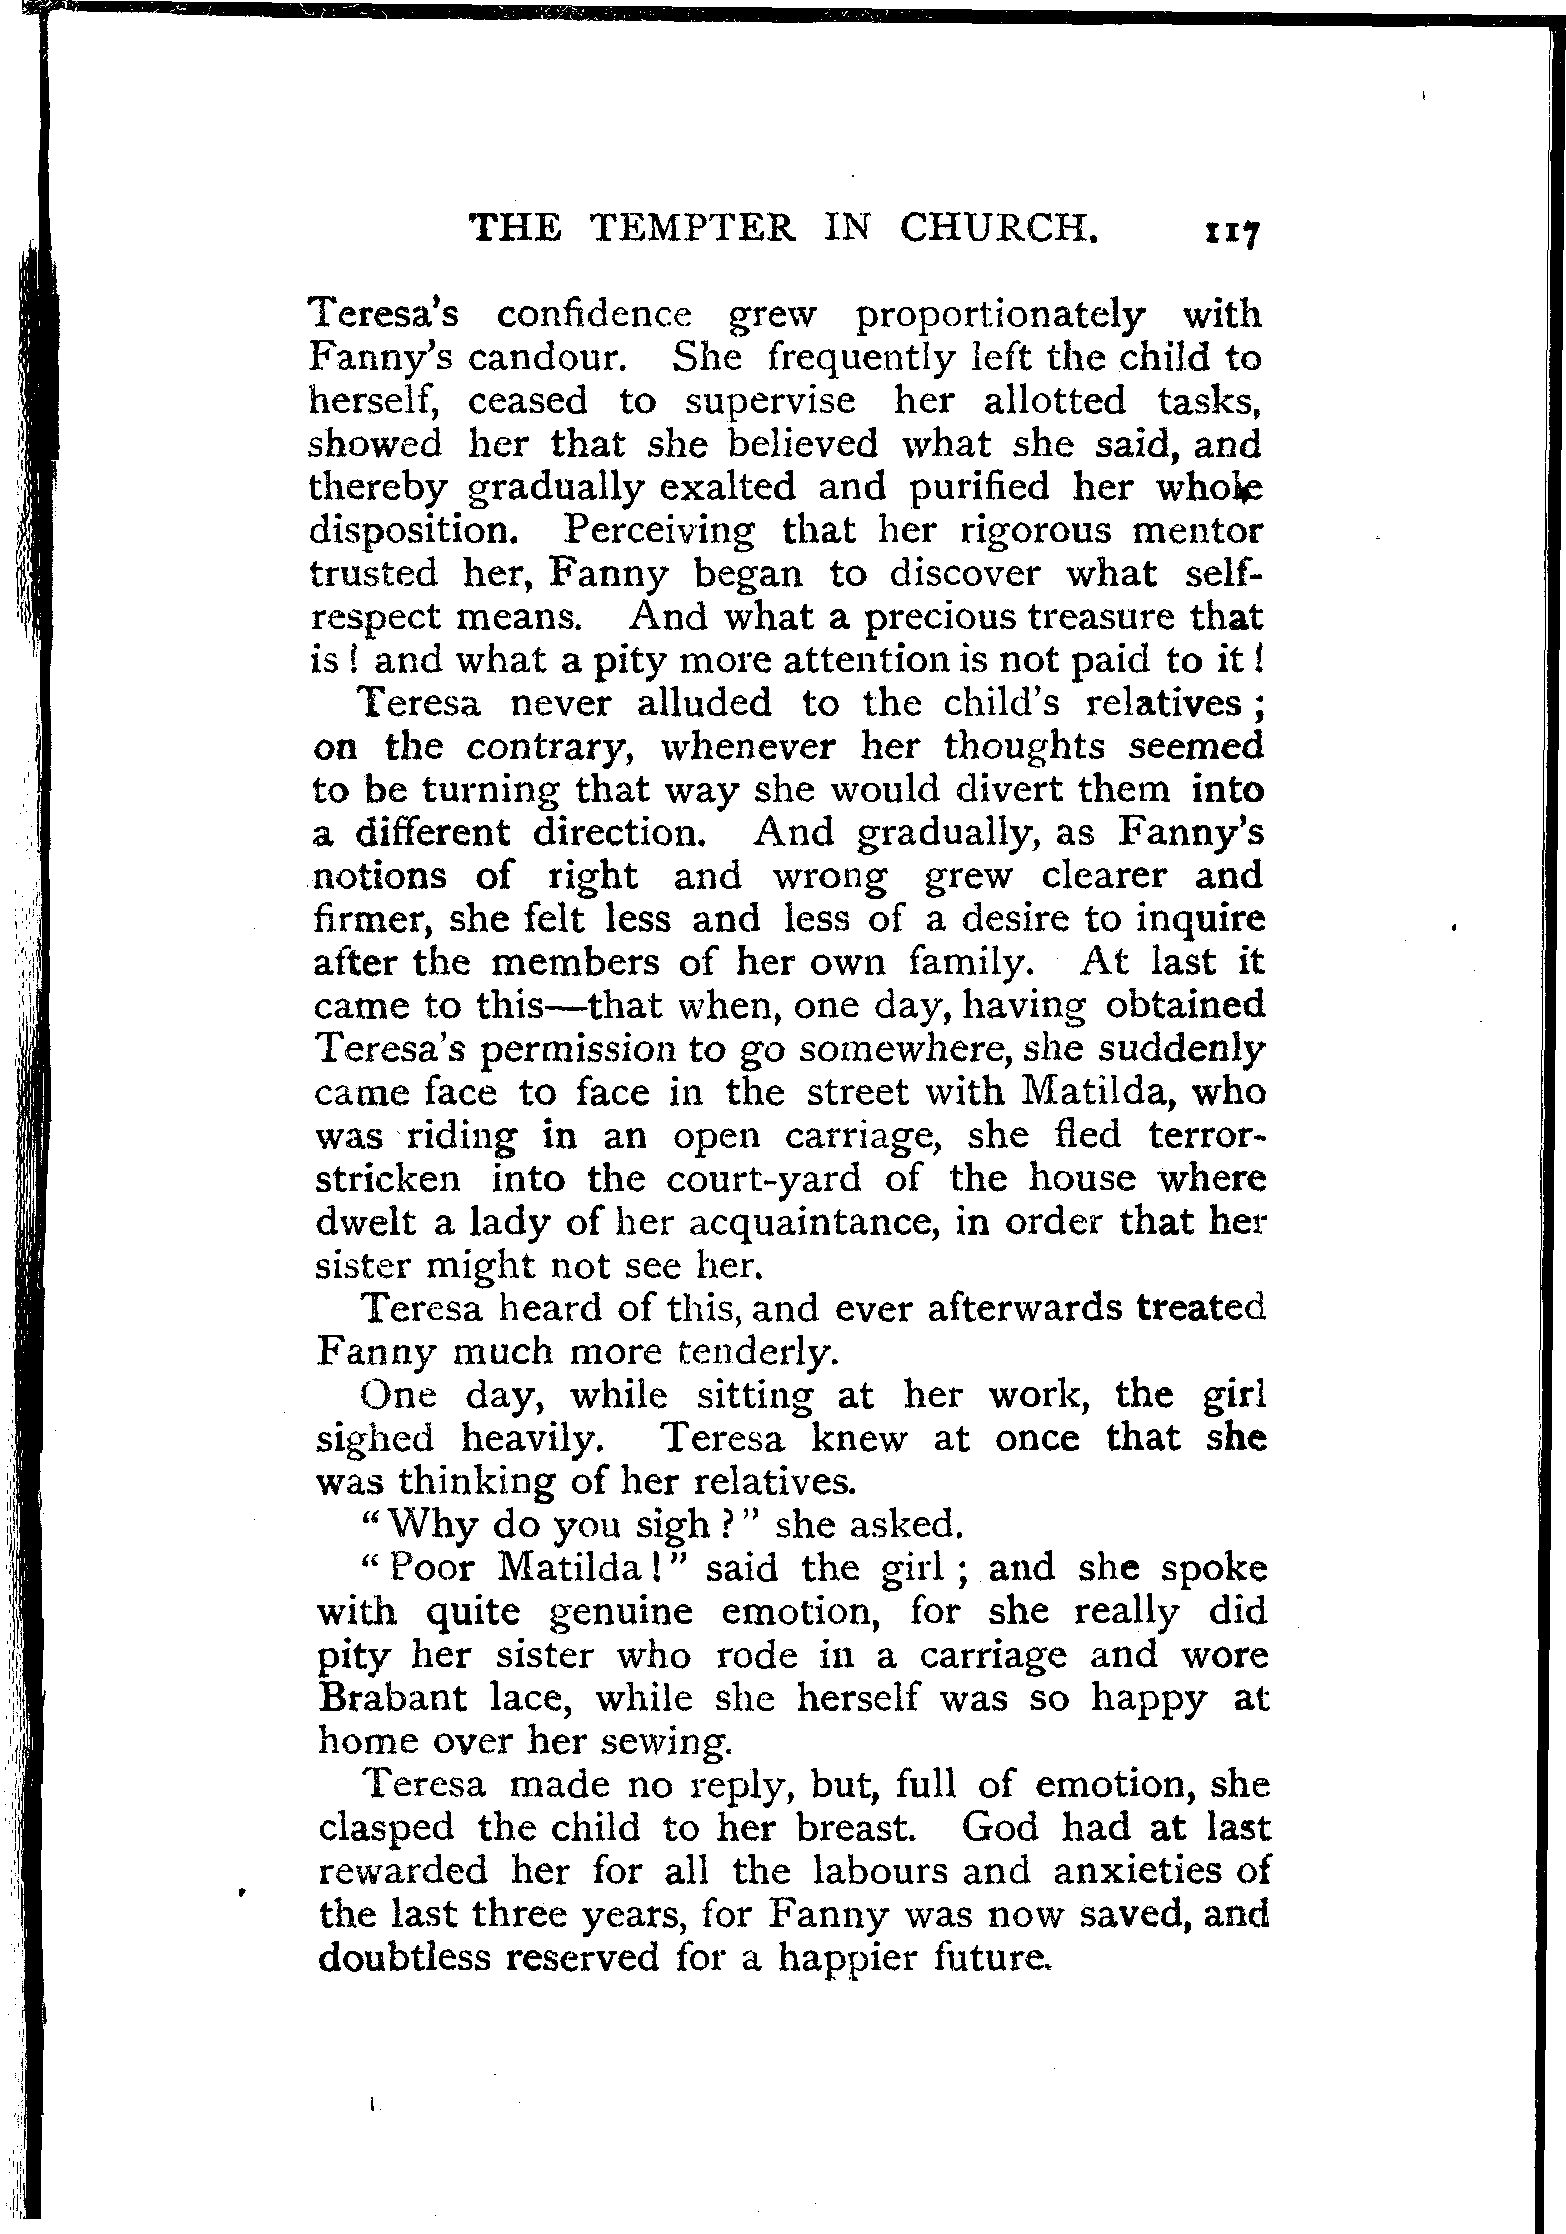 THE TEMPTER IN CHURCH. 117
Teresa's confidence grew proportionately with
Fanny's candour. She frequently left the child to
herself, ceased to supervise her allotted tasks,
showed her that she believed what she said, and
thereby gradually exalted and purified her whole
disposition. Perceiving that her rigorous mentor
trusted her, Fanny began to discover what self-
respect means. And what a precious treasure that
is! and what a pity more attention is not paid to it!
Teresa never alluded to the child's relatives;
on the contrary, whenever her thoughts seemed
to be turning that way she would divert them into
a different direction. And gradually, as Fanny's
notions of right and wrong grew clearer and
firmer, she felt less and less of a desire to inquire
after the members of her own family. At last it
came to this—that when, one day, having obtained
Teresa's permission to go somewhere, she suddenly
came face to face in the street with Matilda, who
was riding in an open carriage, she fled terror-
stricken into the court-yard of the house where
dwelt a lady of her acquaintance, in order that her
sister might not see her.
Teresa heard of this, and ever afterwards treated
Fanny much more tenderly.
One day, while sitting at her work, the girl
sighed heavily. Teresa knew at once that she
was thinking of her relatives.
"Why do you sigh?" she asked.
"Poor Matilda!" said the girl; and she spoke
with quite genuine emotion, for she really did
pity her sister who rode in a carriage and wore
Brabant lace, while she herself was so happy at
home over her sewing.
Teresa made no reply, but, full of emotion, she
clasped the child to her breast. God had at last
rewarded her for all the labours and anxieties of
the last three years, for Fanny was now saved, and
doubtless reserved for a happier future.